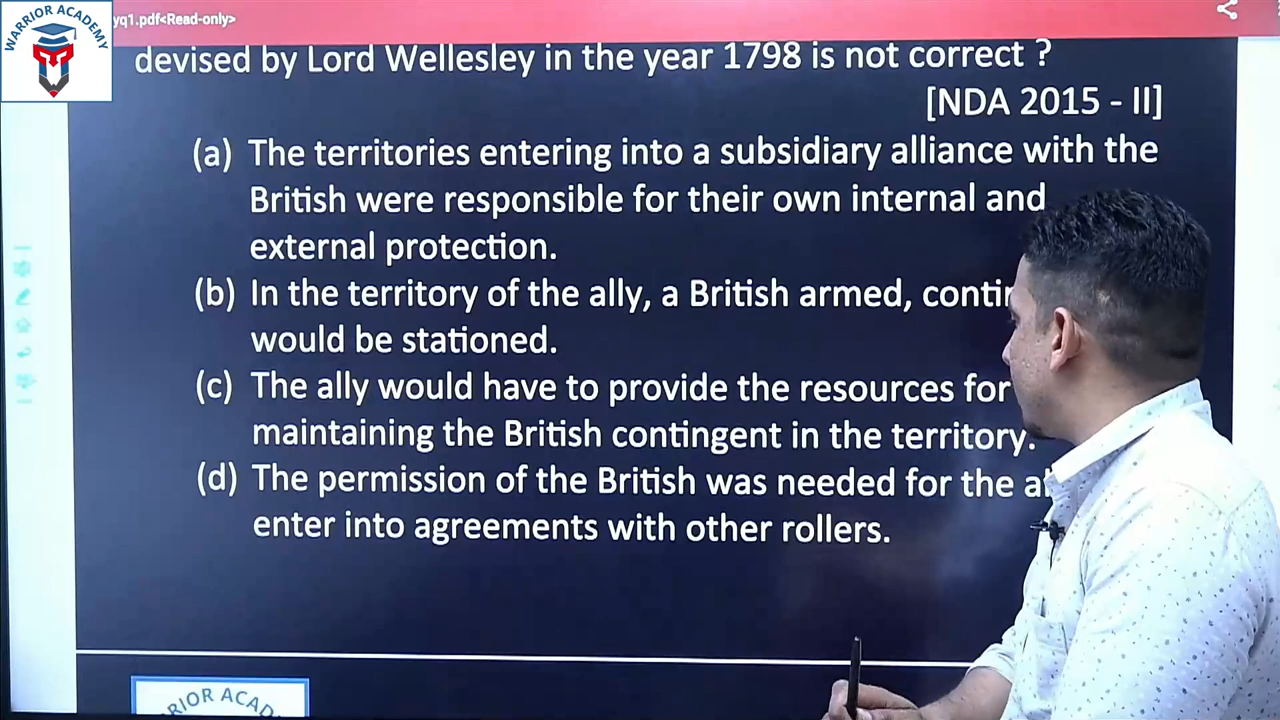 WARRIOR ACADEMY
yq1.pdf<Read-only>
devised by Lord Wellesley in the year 1798 is not correct ?
[NDA 2015 - II]
(a) The territories entering into a subsidiary alliance with the
British were responsible for their own internal and
external protection.
(b) In the territory of the ally, a British armed,
would be stationed.
(c) The ally would have to provide the resources for
maintaining the British contingent in the territory.
(d) The permission of the British was needed for the
enter into agreements with other rollers.
RIOR ACAD